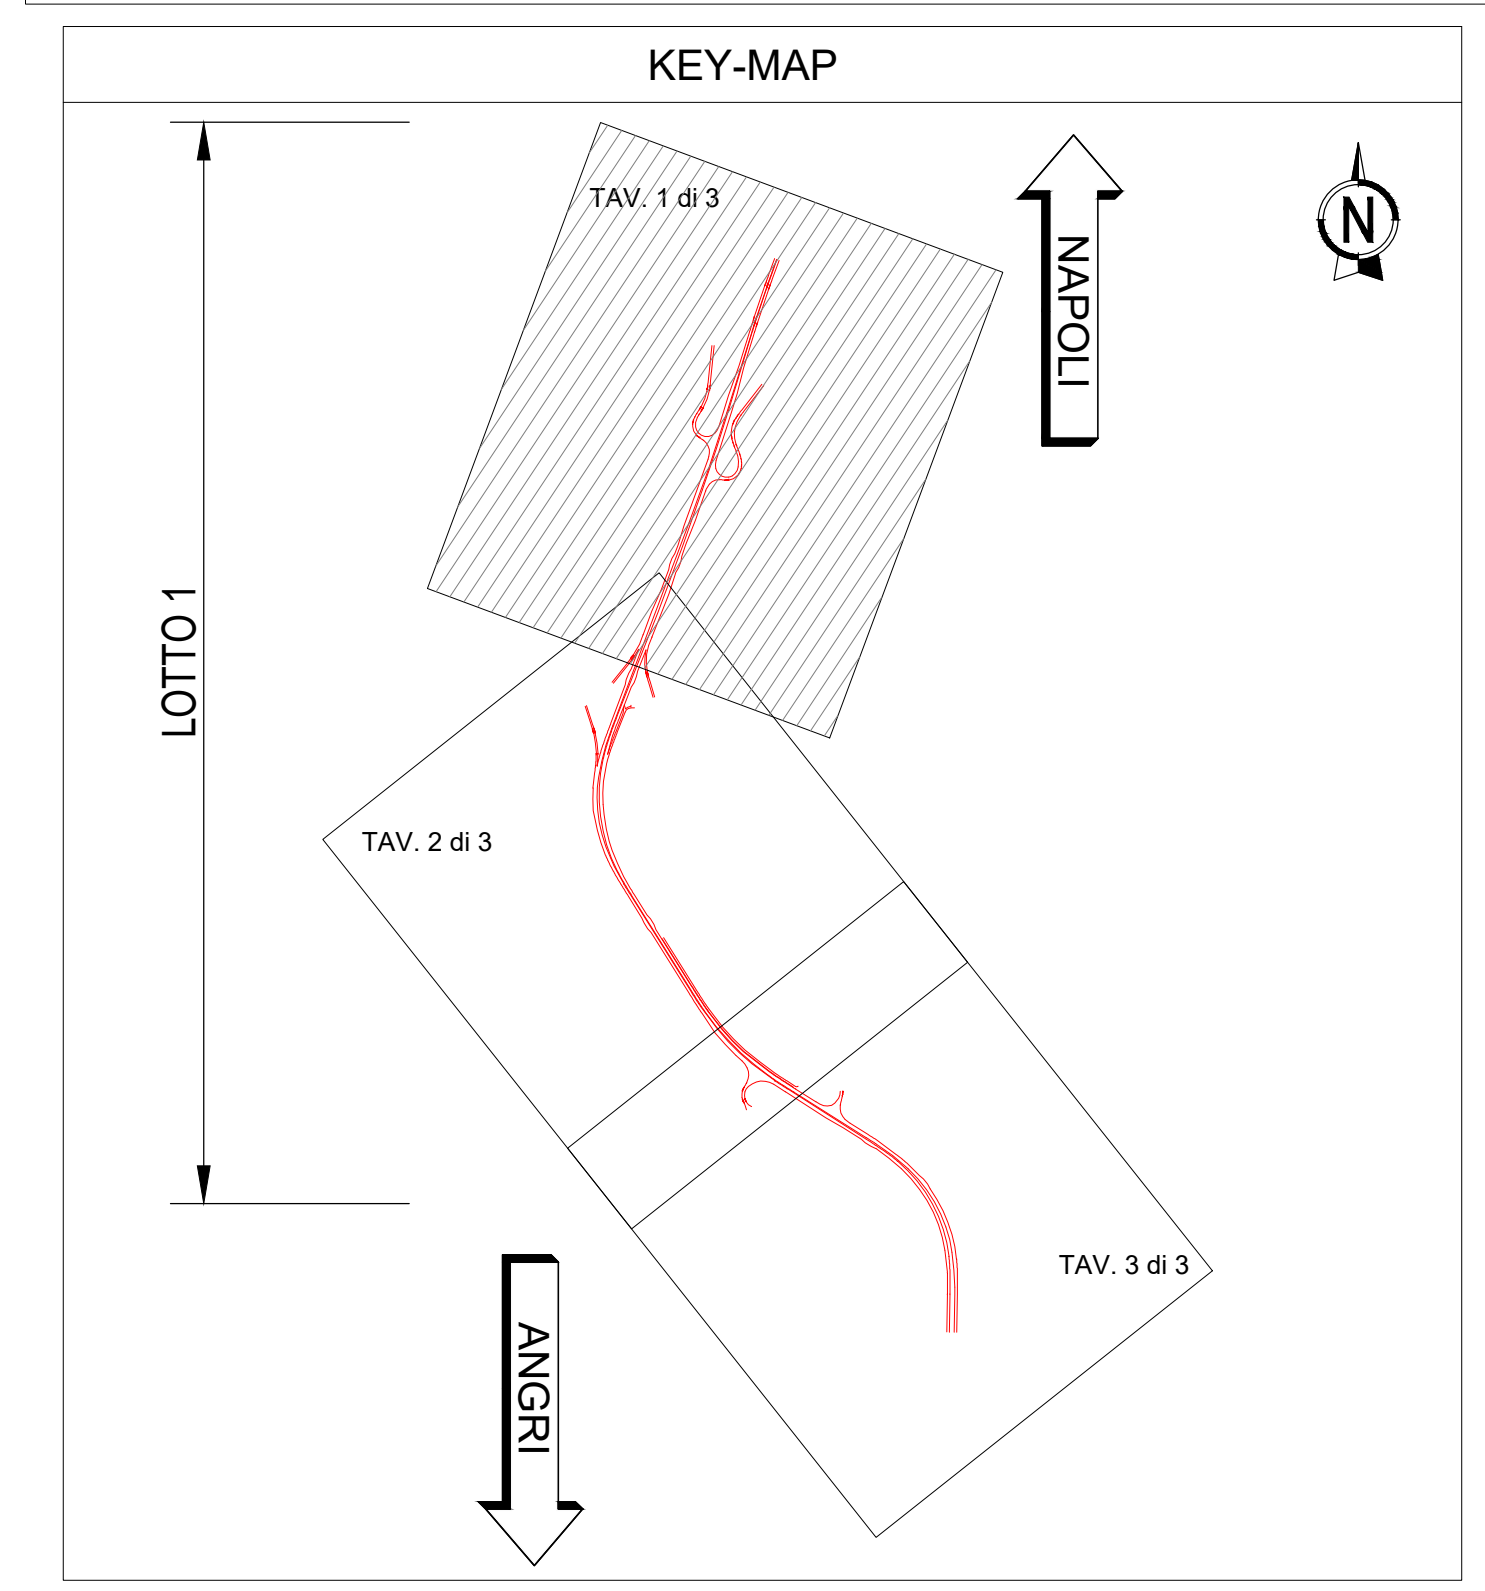 KEY-MAP
TAV. 1 di 3
N
NAPOLI
LOTTO 1
TAV. 2 di 3
TAV. 3 di 3
ANGRI